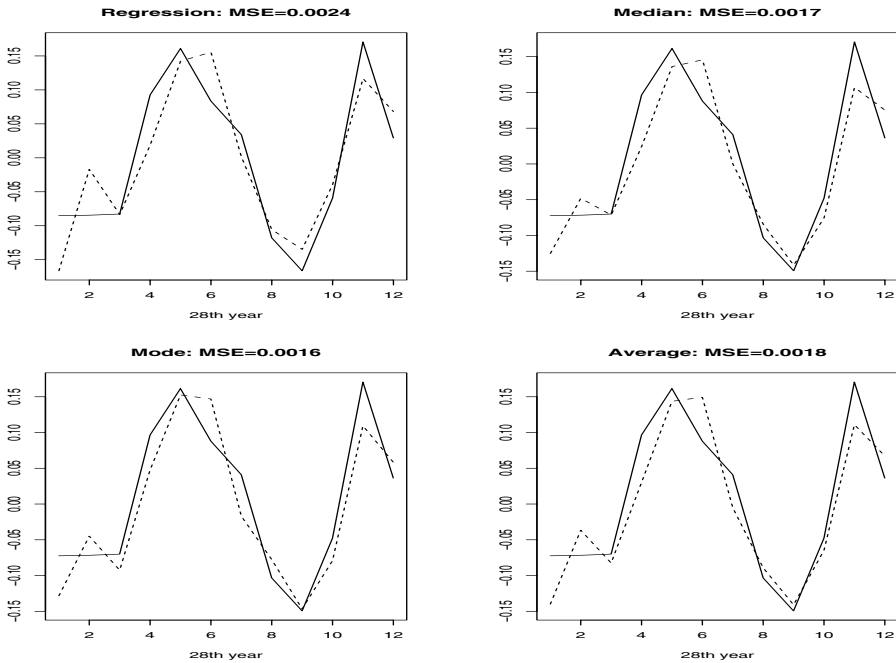 Regression: MSE=0.0024
0.15
0.10
0.05
0.00
−0.05
−0.10
−0.15
2 4 6 8 10 12
28th year
Median: MSE=0.0017
0.15
0.10
0.05
0.00
−0.05
−0.10
−0.15
2 4 6 8 10 12
28th year
Mode: MSE=0.0016
0.15
0.10
0.05
0.00
−0.05
−0.10
−0.15
2 4 6 8 10 12
28th year
Average: MSE=0.0018
0.15
0.10
0.05
0.00
−0.05
−0.10
−0.15
2 4 6 8 10 12
28th year